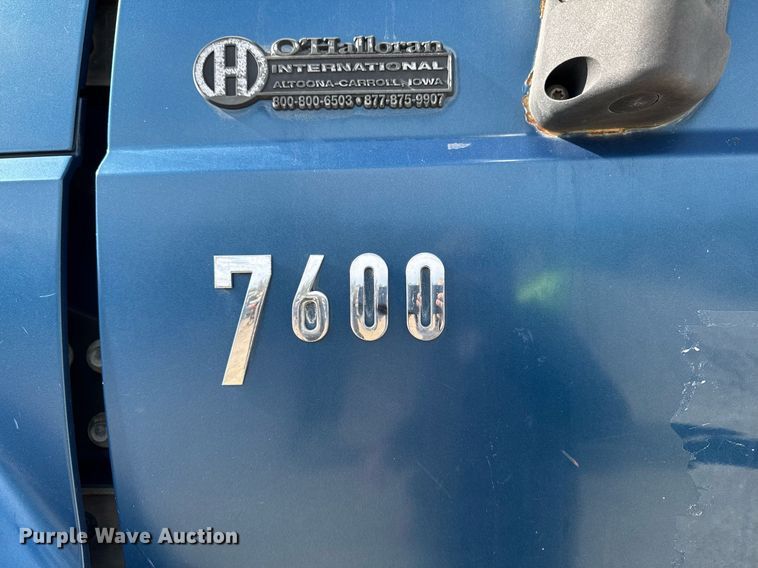 H
O'Halloran
INTERNATIONAL
ALTOONA-CARROLL, IOWA
800-800-6503 • 877-875-9907
7600
Purple Wave Auction